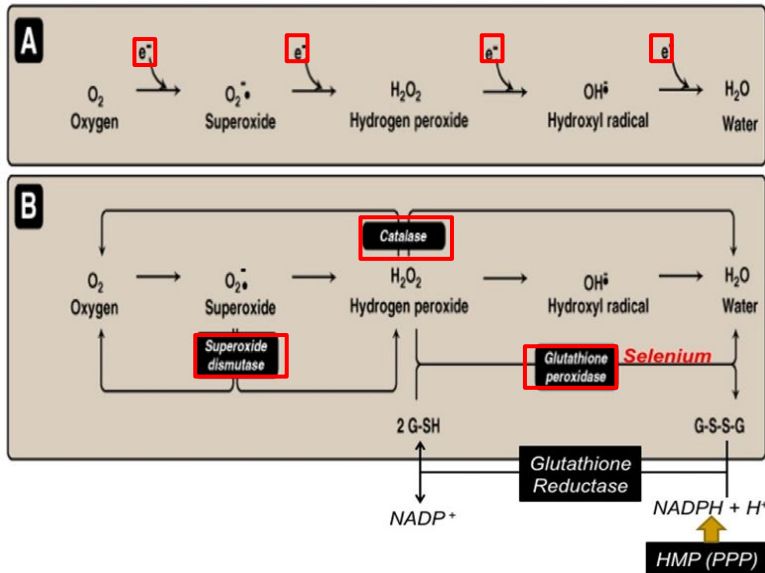 A
e-
e-
e-
e-
O2
O2•-
H2O2
OH•-
H2O
Oxygen
Superoxide
Hydrogen peroxide
Hydroxyl radical
Water
B
Catalase
O2
O2•-
H2O2
OH•-
H2O
Oxygen
Superoxide
Hydrogen peroxide
Hydroxyl radical
Water
Superoxide
dismutase
Glutathione
peroxidase
Selenium
2 G-SH
G-S-S-G
Glutathione
Reductase
NADP+
NADPH + H+
HMP (PPP)